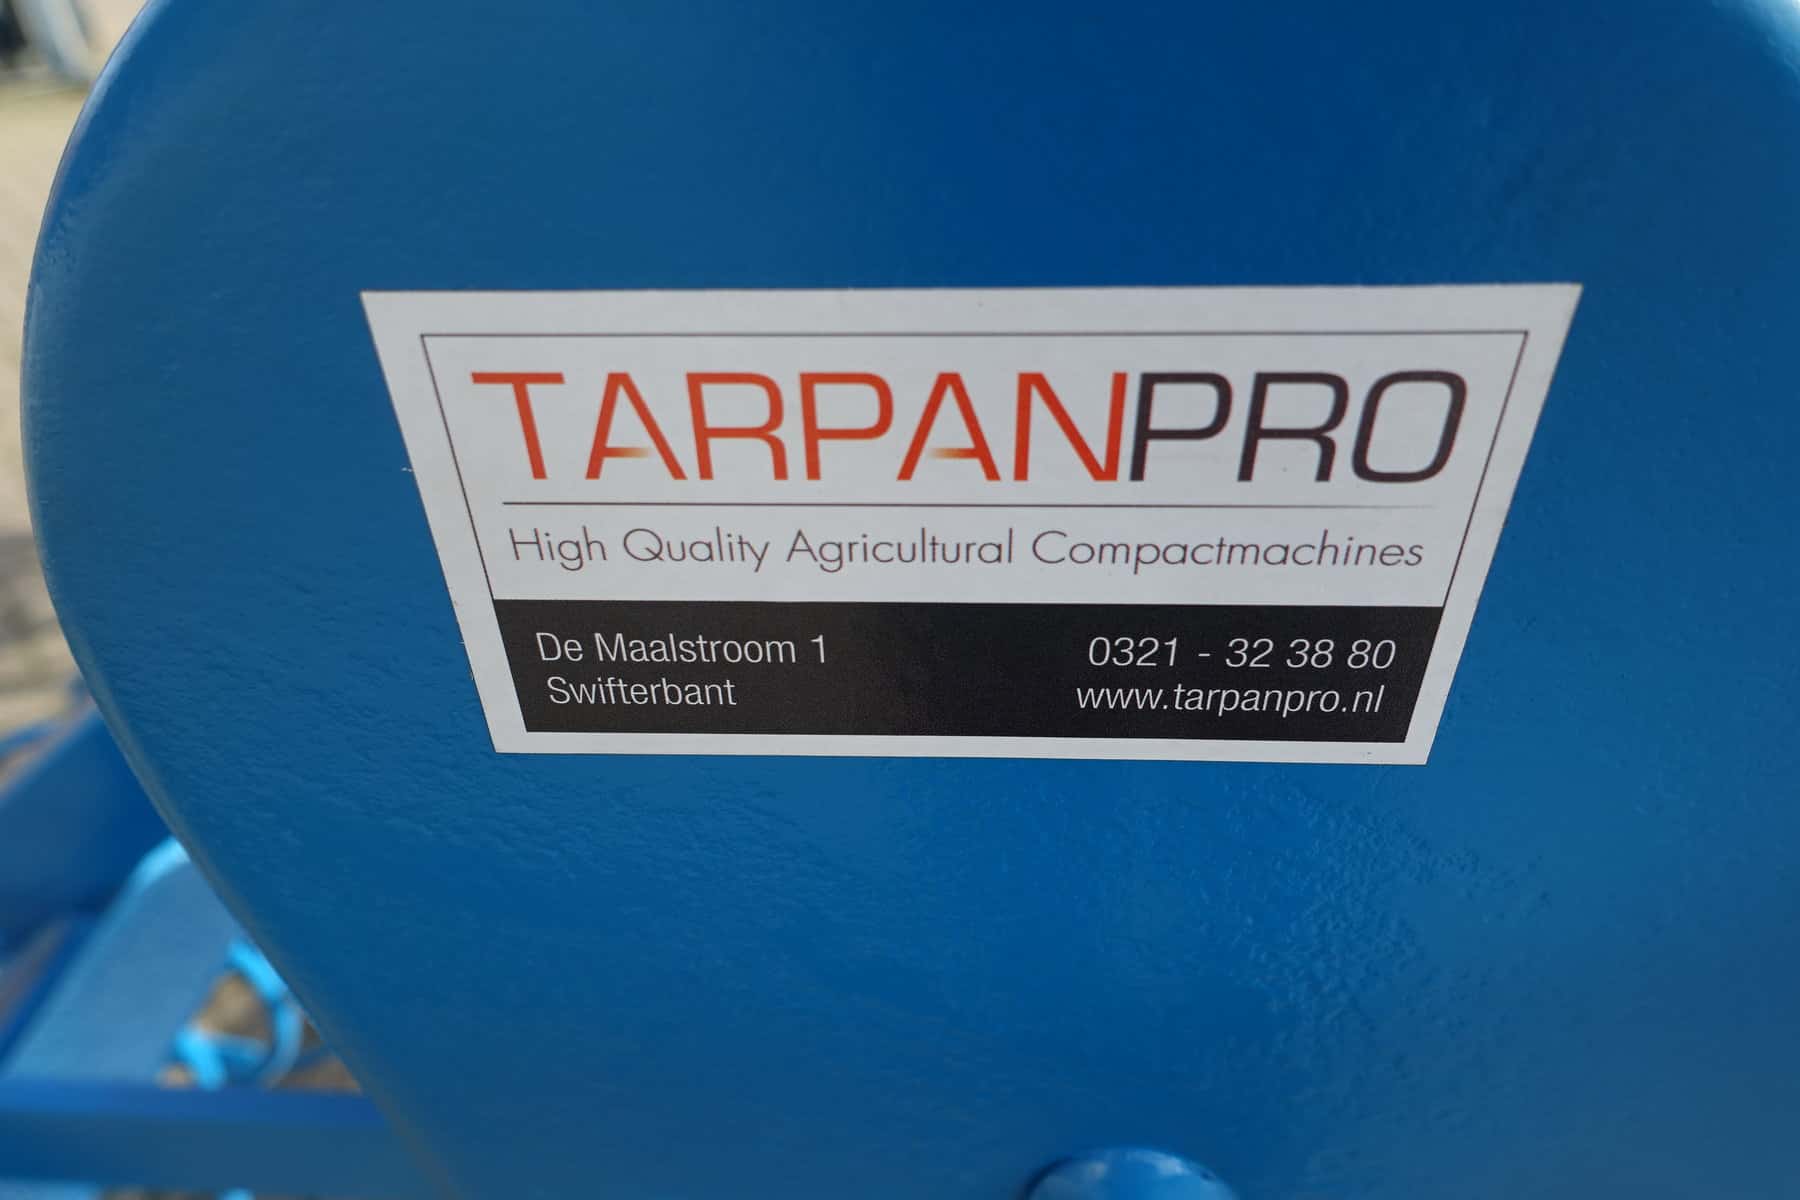 TARPANPRO
High Quality Agricultural Compactmachines
De Maalstroom 1
Swifterbant
0321 - 32 38 80
www.tarpanpro.nl